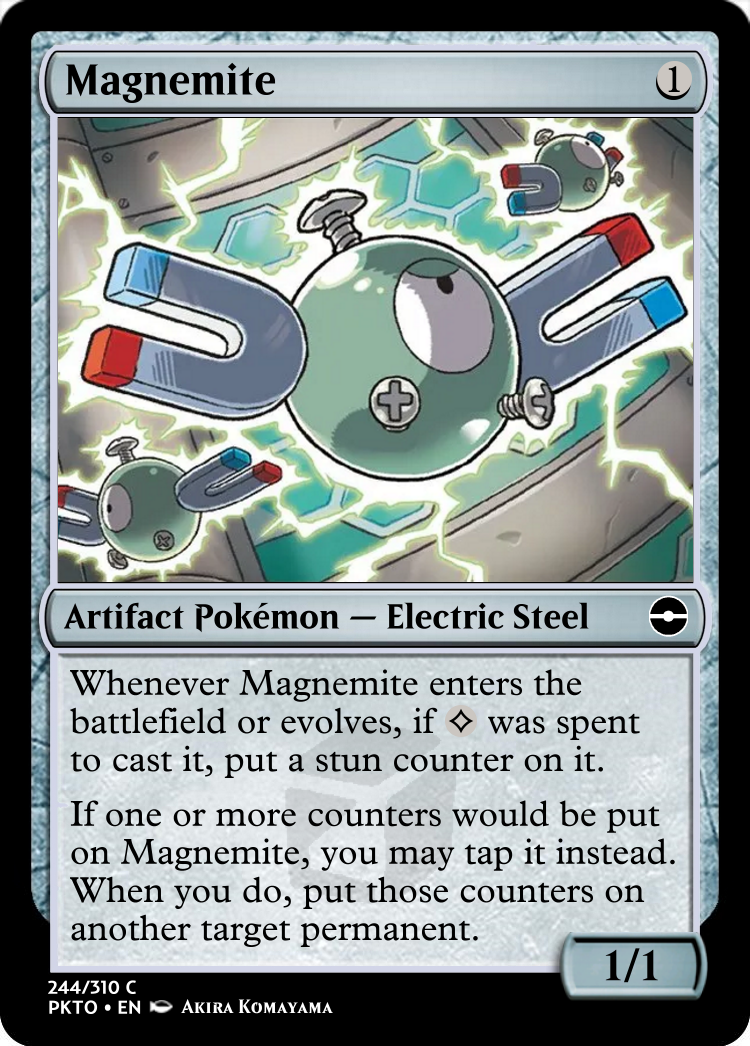 Magnemite 1
Artifact Pokémon — Electric Steel
Whenever Magnemite enters the
battlefield or evolves, if ⟡ was spent
to cast it, put a stun counter on it.
If one or more counters would be put
on Magnemite, you may tap it instead.
When you do, put those counters on
another target permanent.
1/1
244/310 C
PKTO • EN Akira Komayama